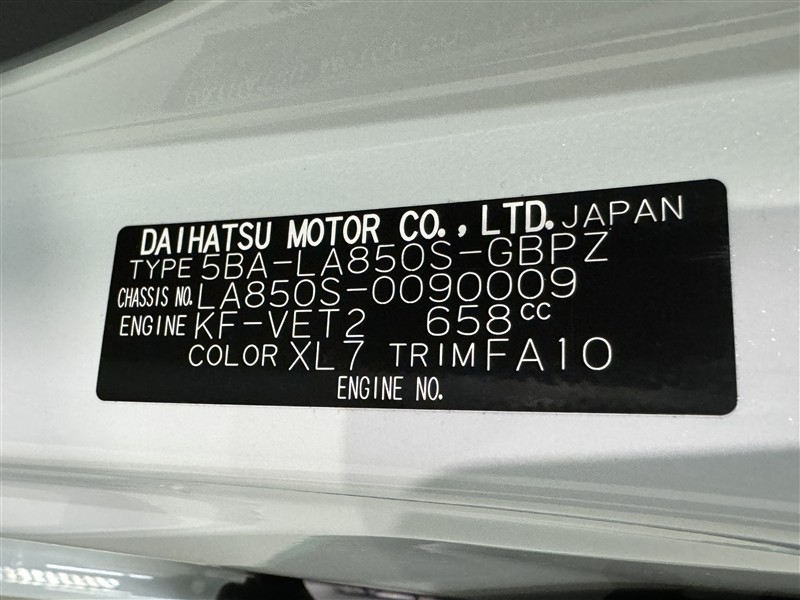 DAIHATSU MOTOR CO., LTD. JAPAN
TYPE 5BA-LA850S-GBPZ
CHASSIS NO. LA850S-0090009
ENGINE KF-VET2 658cc
COLOR XL7 TRIM FA10
ENGINE NO.